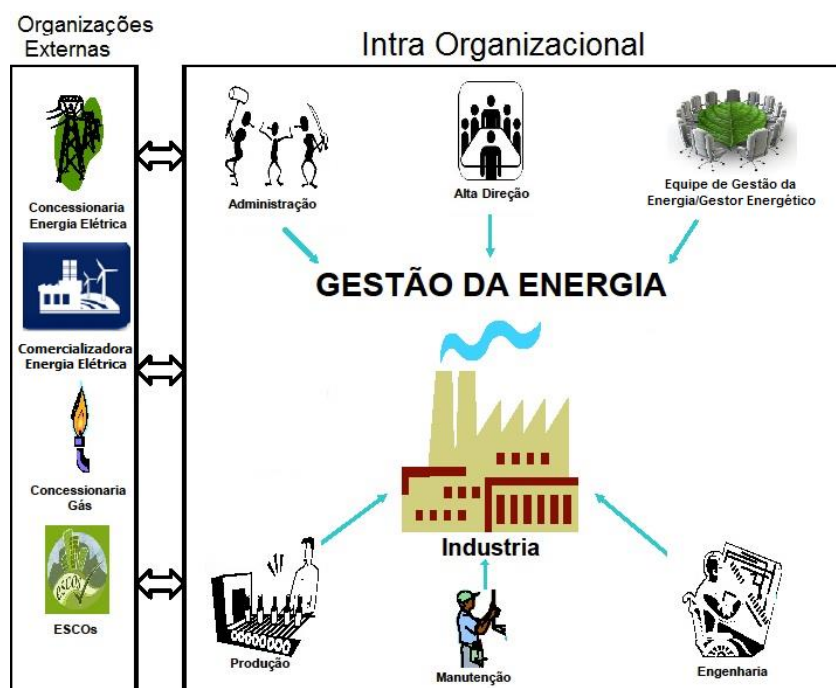 Organizações
Externas
Intra Organizacional
Concessionaria
Energia Elétrica
Comercializadora
Energia Elétrica
Concessionaria
Gás
escos
ESCOs
Administração
Alta Direção
Equipe de Gestão da
Energia/Gestor Energético
GESTÃO DA ENERGIA
Industria
Produção
Manutenção
Engenharia